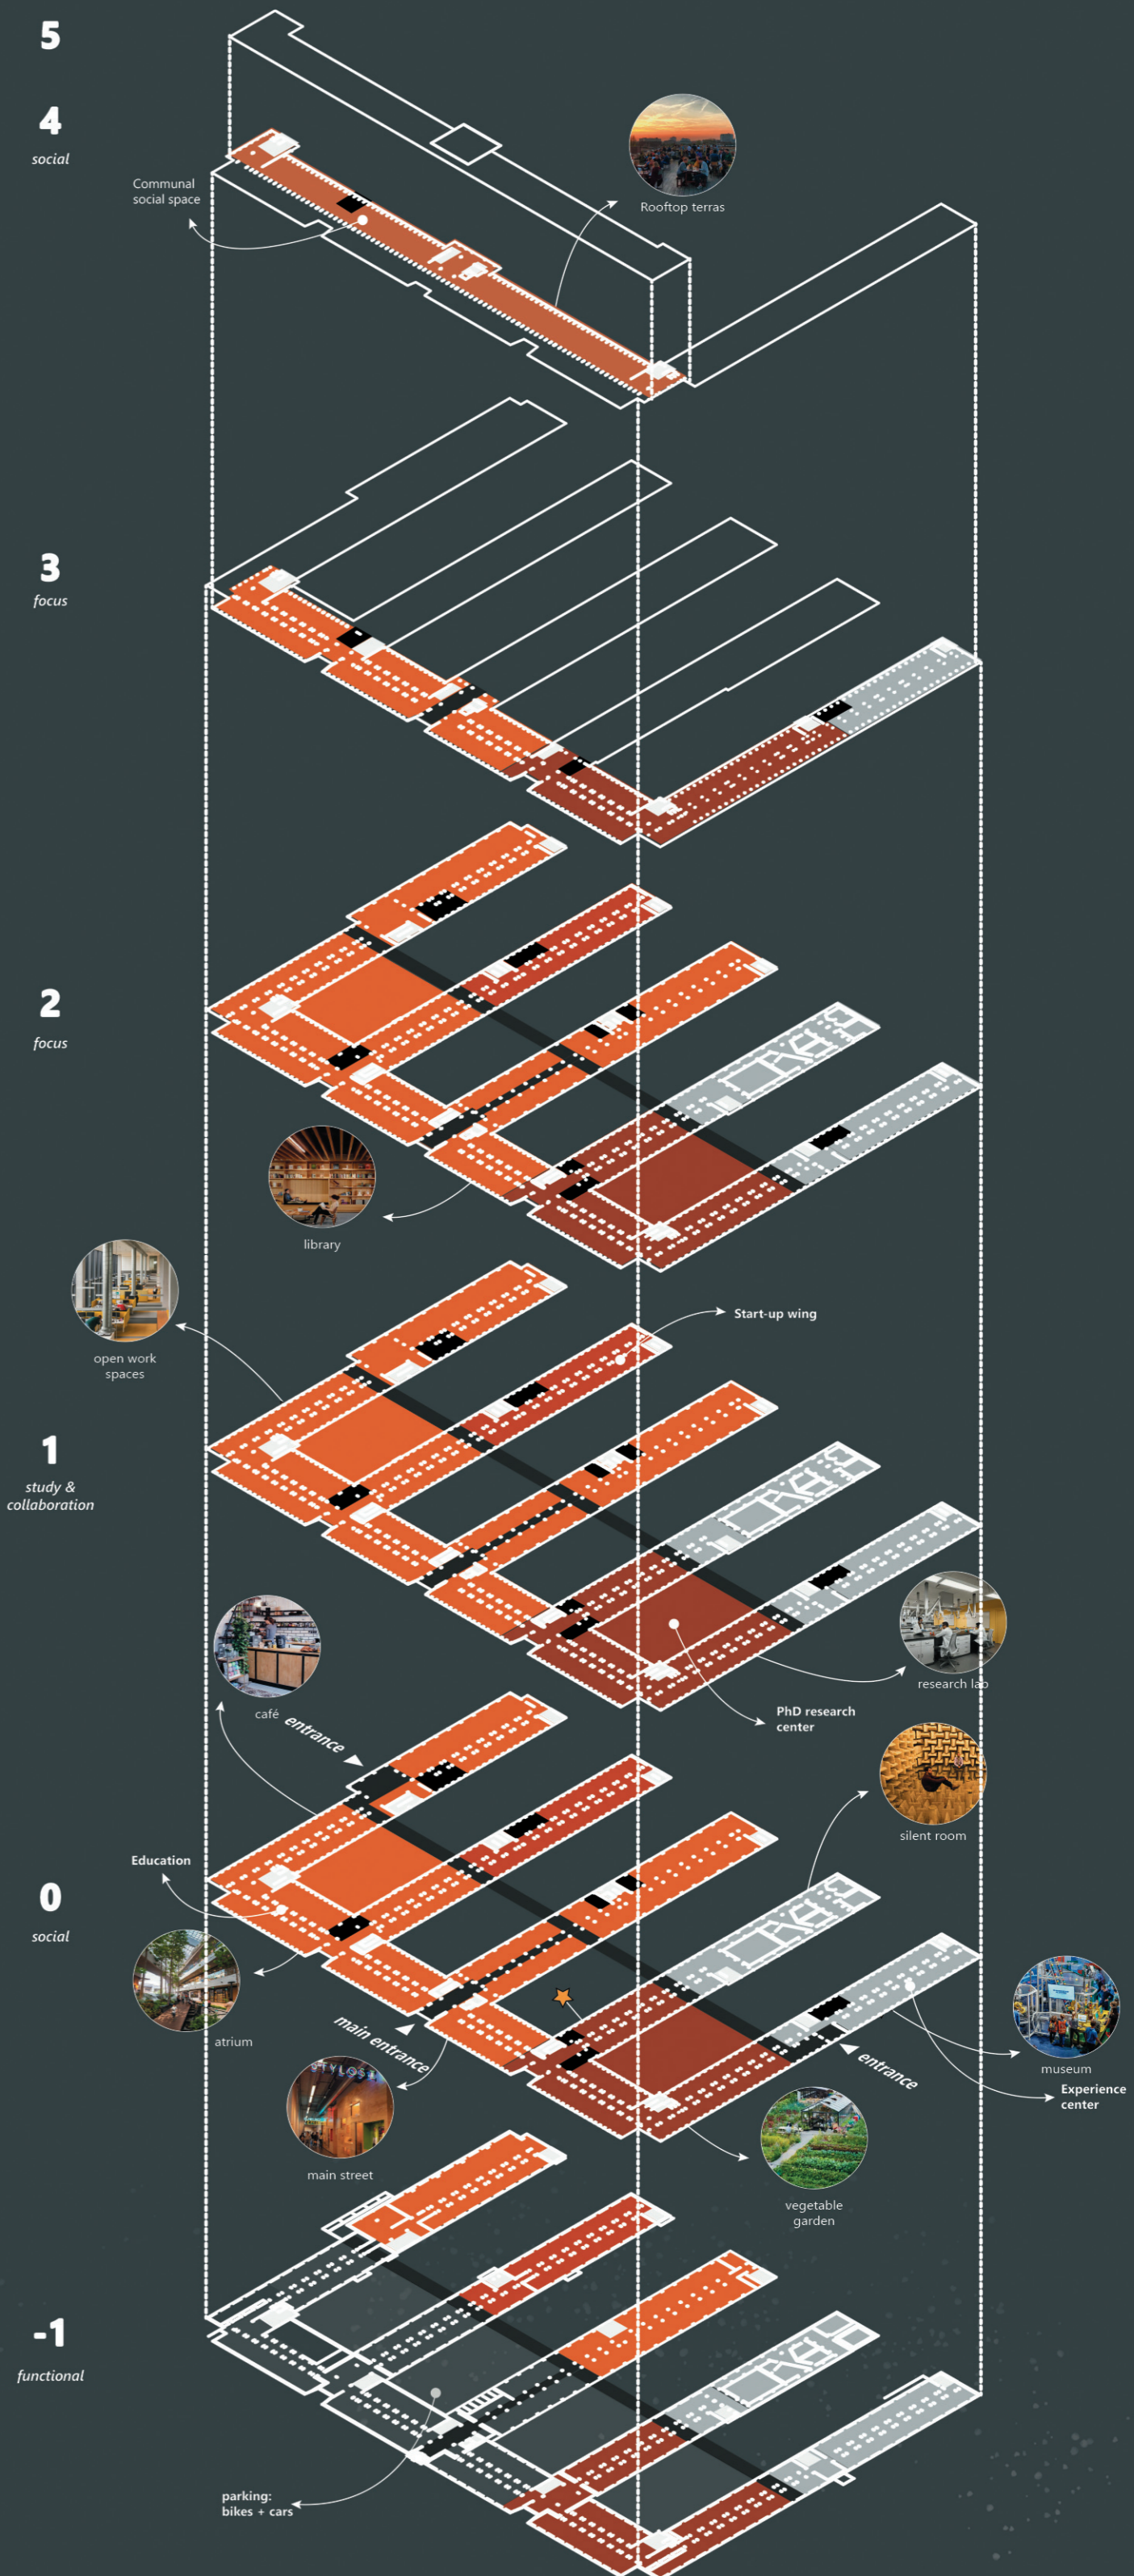 5
4
social
Communal
social space
Rooftop terras
3
focus
2
focus
library
open work
spaces
Start-up wing
1
study &
collaboration
café
entrance
research lab
PhD research
center
silent room
Education
0
social
atrium
main entrance
STYLOS
main street
entrance
museum
Experience
center
vegetable
garden
-1
functional
parking:
bikes + cars